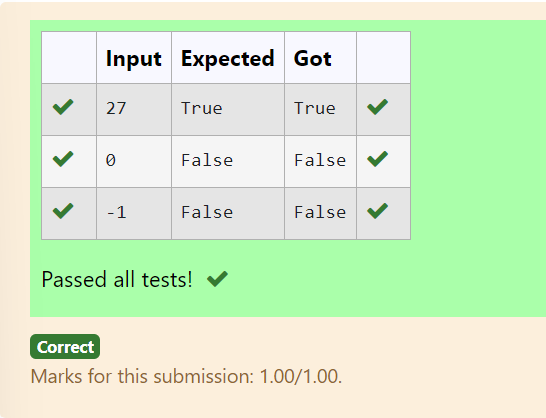 Input Expected Got
27 True True
0 False False
-1 False False
Passed all tests!
Correct
Marks for this submission: 1.00/1.00.